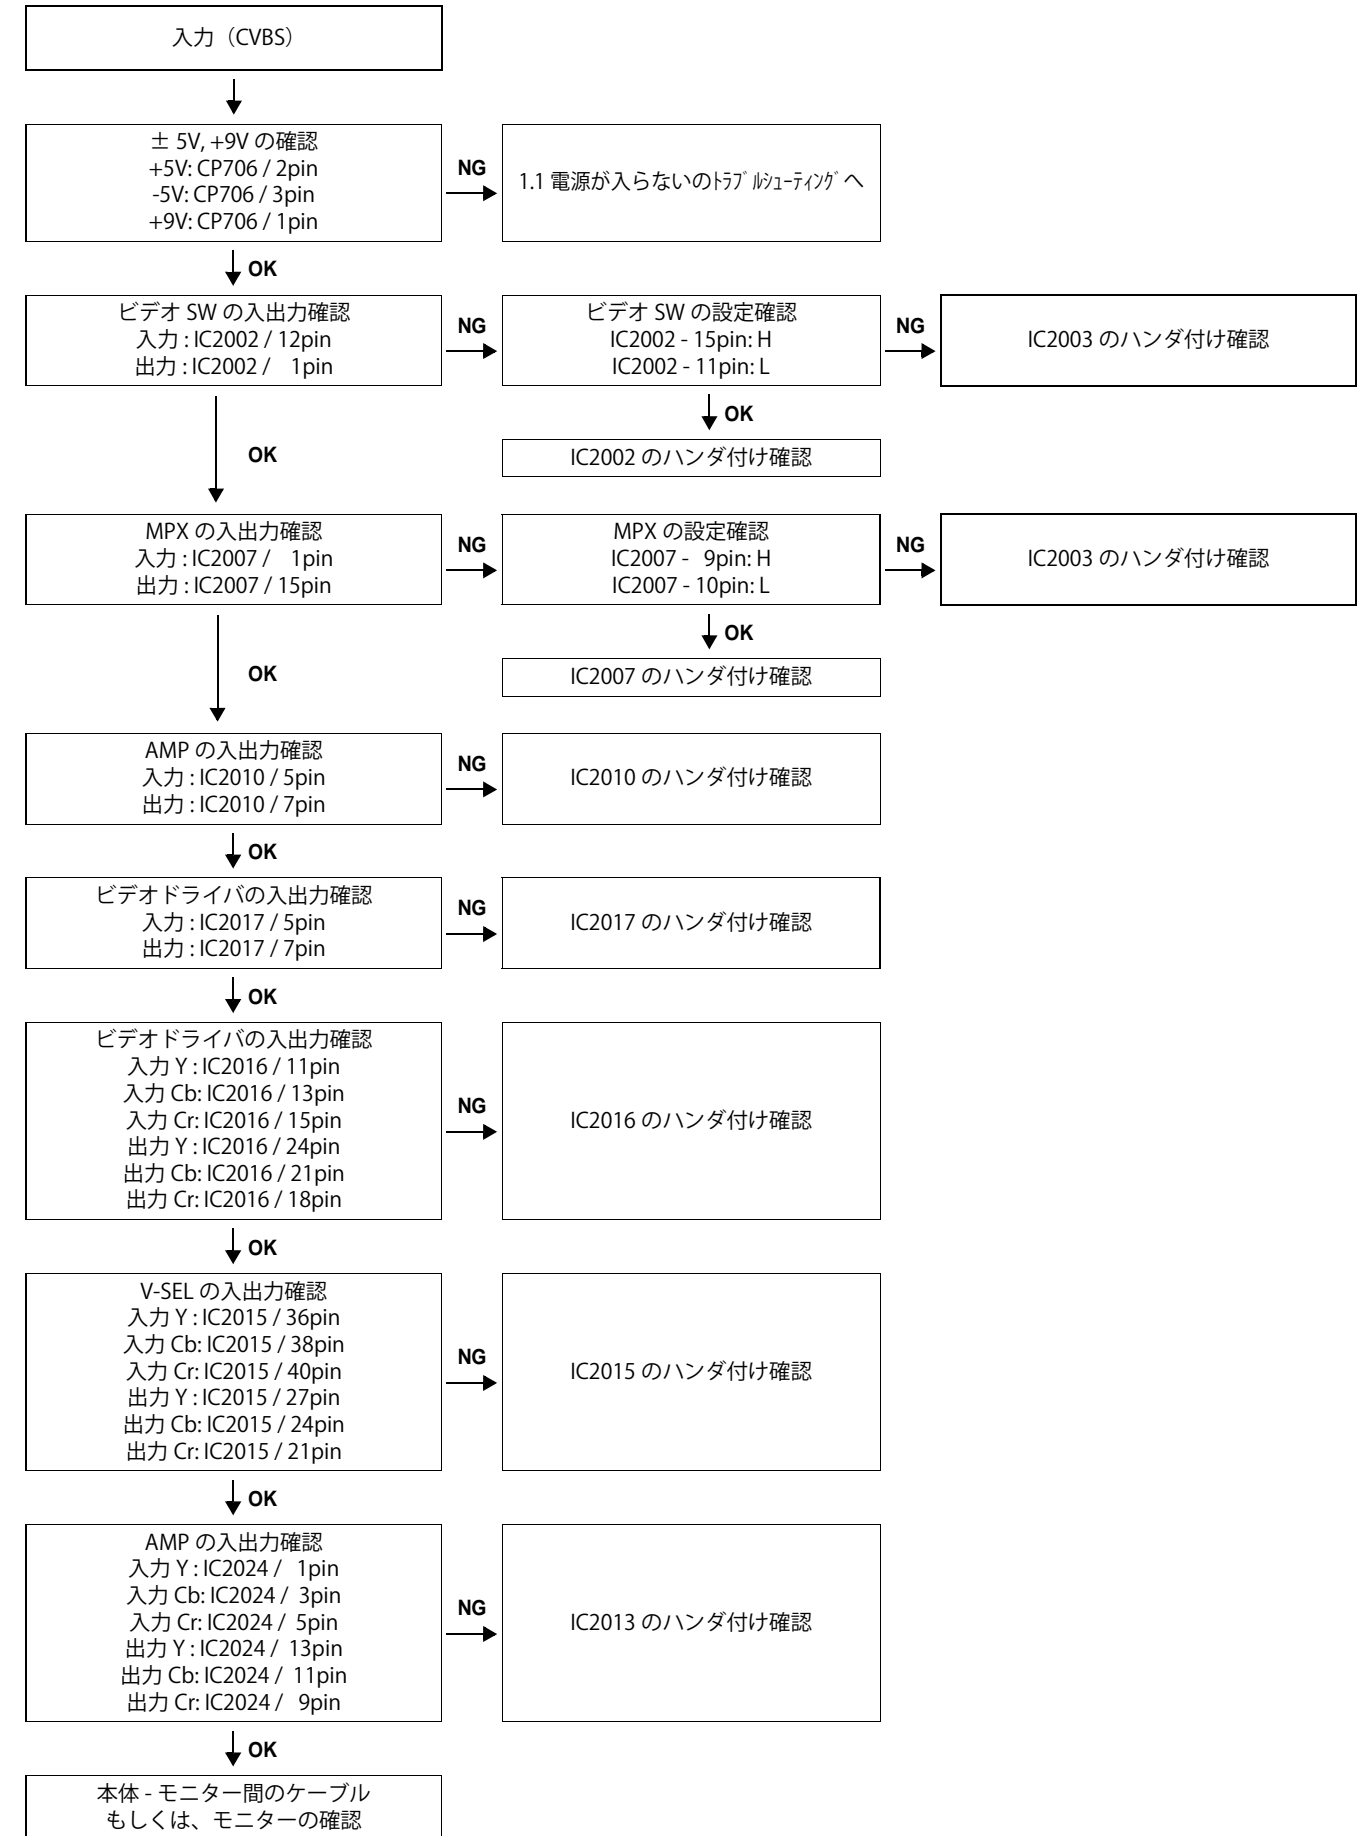 入力（CVBS）
± 5V, +9V の確認
+5V: CP706 / 2pin
-5V: CP706 / 3pin
+9V: CP706 / 1pin
NG
1.1 電源が入らないのﾄﾗﾌﾞﾙｼｭｰﾃｨﾝｸﾞへ
OK
ビデオ SW の入出力確認
入力 : IC2002 / 12pin
出力 : IC2002 / 1pin
NG
ビデオ SW の設定確認
IC2002 - 15pin: H
IC2002 - 11pin: L
NG
IC2003 のハンダ付け確認
OK
IC2002 のハンダ付け確認
OK
MPX の入出力確認
入力 : IC2007 / 1pin
出力 : IC2007 / 15pin
NG
MPX の設定確認
IC2007 - 9pin: H
IC2007 - 10pin: L
NG
IC2003 のハンダ付け確認
OK
IC2007 のハンダ付け確認
OK
AMP の入出力確認
入力 : IC2010 / 5pin
出力 : IC2010 / 7pin
NG
IC2010 のハンダ付け確認
OK
ビデオドライバの入出力確認
入力 : IC2017 / 5pin
出力 : IC2017 / 7pin
NG
IC2017 のハンダ付け確認
OK
ビデオドライバの入出力確認
入力 Y : IC2016 / 11pin
入力 Cb: IC2016 / 13pin
入力 Cr: IC2016 / 15pin
出力 Y : IC2016 / 24pin
出力 Cb: IC2016 / 21pin
出力 Cr: IC2016 / 18pin
NG
IC2016 のハンダ付け確認
OK
V-SEL の入出力確認
入力 Y : IC2015 / 36pin
入力 Cb: IC2015 / 38pin
入力 Cr: IC2015 / 40pin
出力 Y : IC2015 / 27pin
出力 Cb: IC2015 / 24pin
出力 Cr: IC2015 / 21pin
NG
IC2015 のハンダ付け確認
OK
AMP の入出力確認
入力 Y : IC2024 / 1pin
入力 Cb: IC2024 / 3pin
入力 Cr: IC2024 / 5pin
出力 Y : IC2024 / 13pin
出力 Cb: IC2024 / 11pin
出力 Cr: IC2024 / 9pin
NG
IC2013 のハンダ付け確認
OK
本体 - モニター間のケーブル
もしくは、モニターの確認